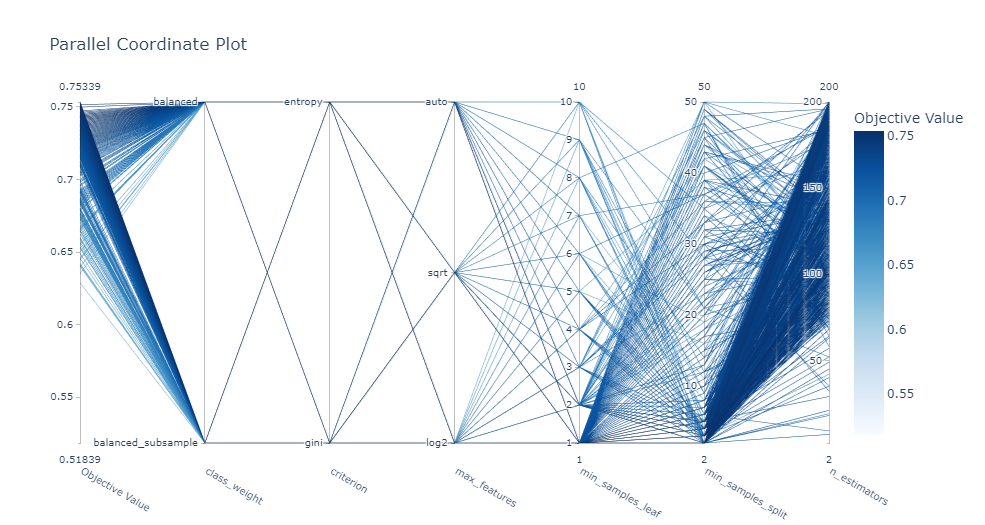 Parallel Coordinate Plot
0.75339
10
50
200
0.75
0.7
0.65
0.6
0.55
0.51839
Objective Value
balanced
balanced_subsample
class_weight
entropy
gini
criterion
auto
sqrt
log2
max_features
10
9
8
7
6
5
4
3
2
1
1
min_samples_leaf
50
40
30
20
10
2
min_samples_split
200
150
100
50
2
n_estimators
Objective Value
0.75
0.7
0.65
0.6
0.55